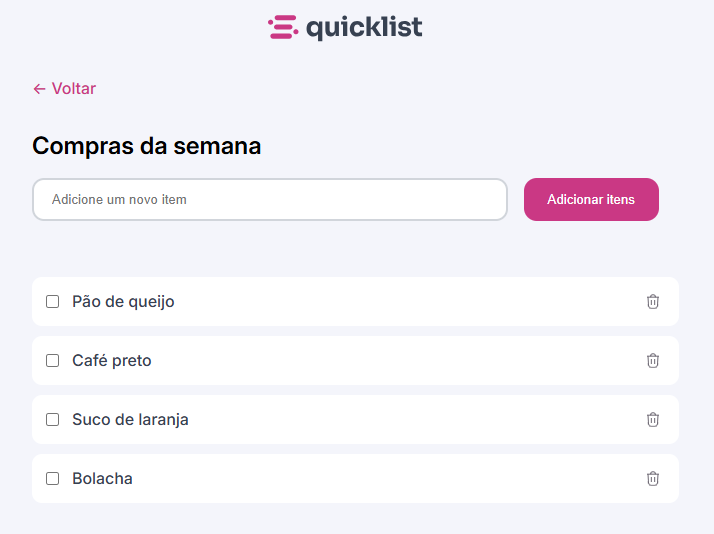 quicklist
← Voltar
Compras da semana
Adicione um novo item
Adicionar itens
Pão de queijo
Café preto
Suco de laranja
Bolacha